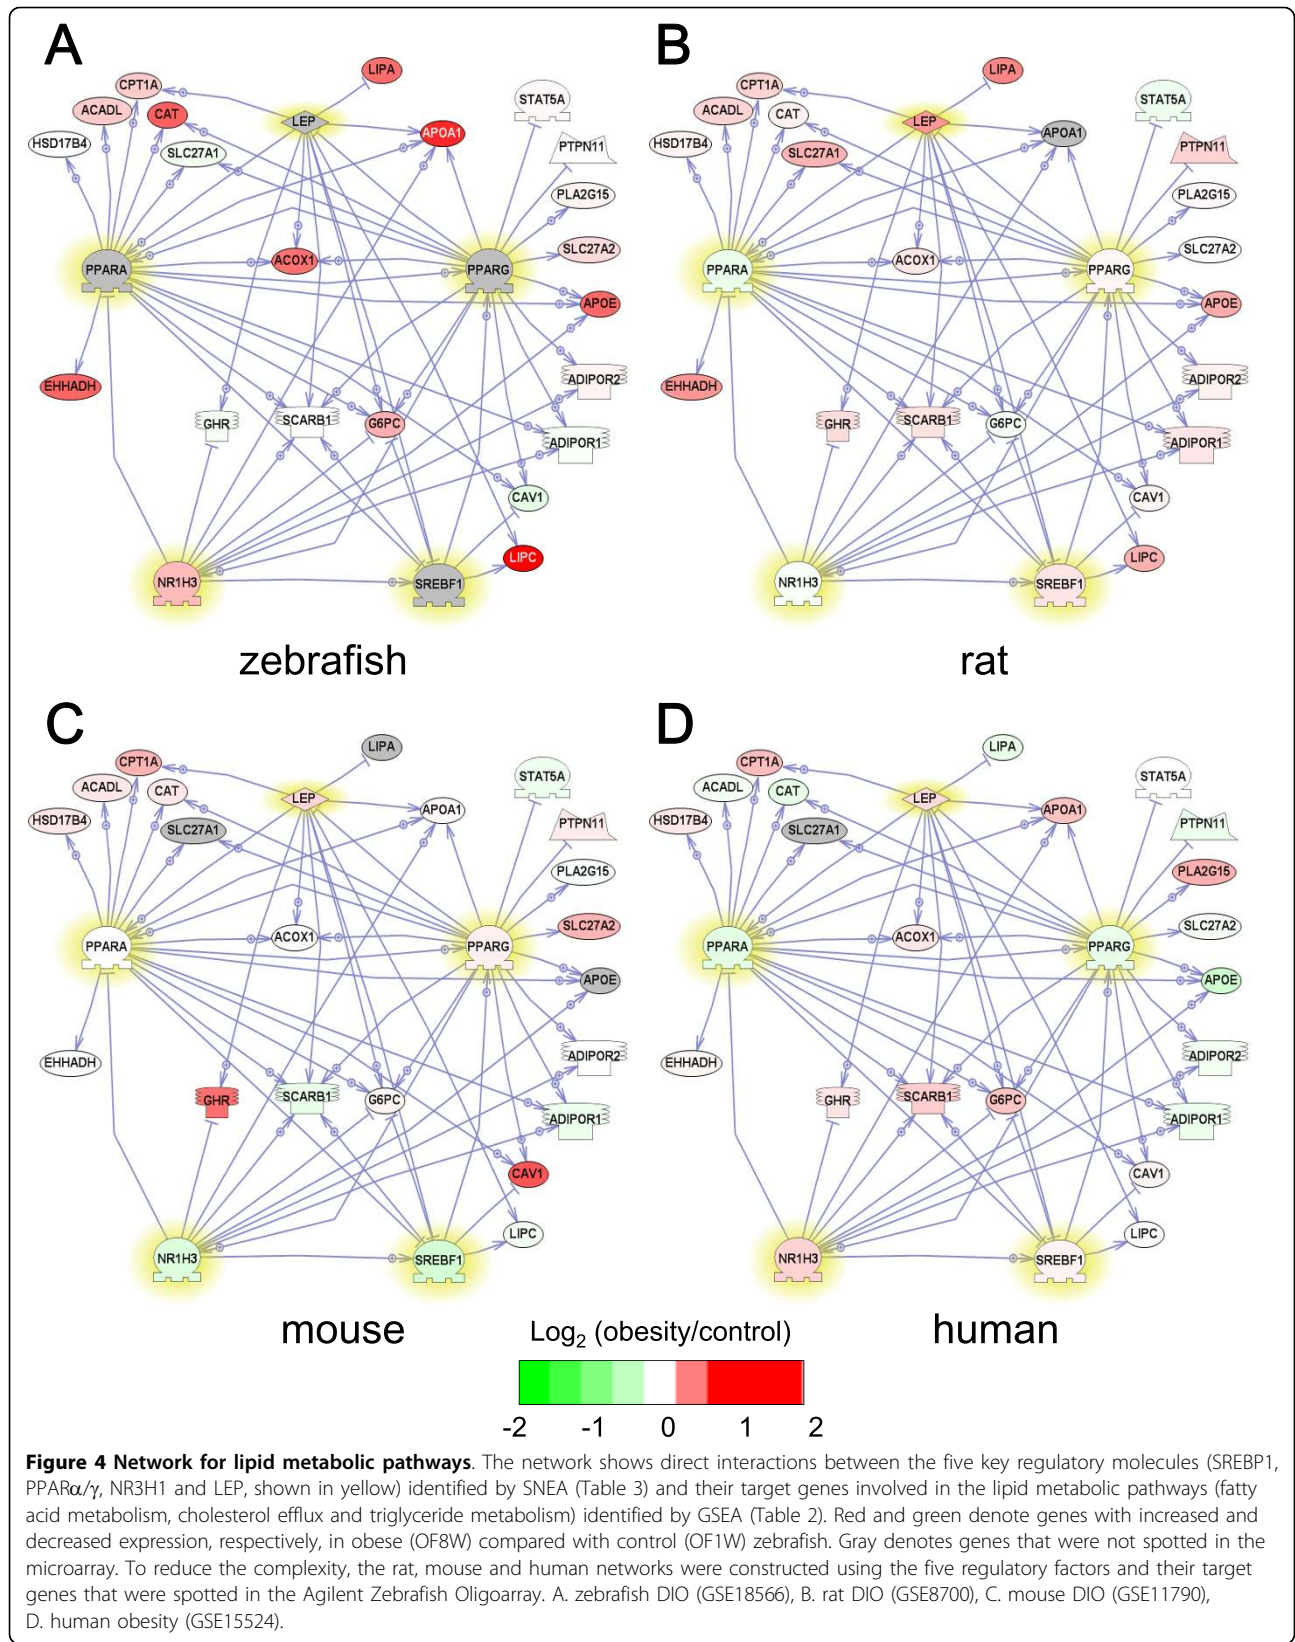 A
LIPA
CPT1A
STAT5A
ACADL
CAT
LEP
APOA1
HSD17B4
SLC27A1
PTPN11
PLA2G15
SLC27A2
PPARA
ACOX1
PPARG
APOE
EHHADH
ADIPOR2
GHR
SCARB1
G6PC
ADIPOR1
CAV1
LIPC
NR1H3
SREBF1
zebrafish
B
LIPA
CPT1A
STAT5A
ACADL
CAT
LEP
APOA1
HSD17B4
SLC27A1
PTPN11
PLA2G15
SLC27A2
PPARA
ACOX1
PPARG
APOE
EHHADH
ADIPOR2
GHR
SCARB1
G6PC
ADIPOR1
CAV1
LIPC
NR1H3
SREBF1
rat
C
LIPA
CPT1A
STAT5A
ACADL
CAT
LEP
APOA1
HSD17B4
SLC27A1
PTPN11
PLA2G15
SLC27A2
PPARA
ACOX1
PPARG
APOE
EHHADH
ADIPOR2
GHR
SCARB1
G6PC
ADIPOR1
CAV1
LIPC
NR1H3
SREBF1
mouse
D
LIPA
CPT1A
STAT5A
ACADL
CAT
LEP
APOA1
HSD17B4
SLC27A1
PTPN11
PLA2G15
SLC27A2
PPARA
ACOX1
PPARG
APOE
EHHADH
ADIPOR2
GHR
SCARB1
G6PC
ADIPOR1
CAV1
LIPC
NR1H3
SREBF1
human
Log2 (obesity/control)
-2 -1 0 1 2
Figure 4 Network for lipid metabolic pathways. The network shows direct interactions between the five key regulatory molecules (SREBP1,
PPARα/γ, NR3H1 and LEP, shown in yellow) identified by SNEA (Table 3) and their target genes involved in the lipid metabolic pathways (fatty
acid metabolism, cholesterol efflux and triglyceride metabolism) identified by GSEA (Table 2). Red and green denote genes with increased and
decreased expression, respectively, in obese (OF8W) compared with control (OF1W) zebrafish. Gray denotes genes that were not spotted in the
microarray. To reduce the complexity, the rat, mouse and human networks were constructed using the five regulatory factors and their target
genes that were spotted in the Agilent Zebrafish Oligoarray. A. zebrafish DIO (GSE18566), B. rat DIO (GSE8700), C. mouse DIO (GSE11790),
D. human obesity (GSE15524).